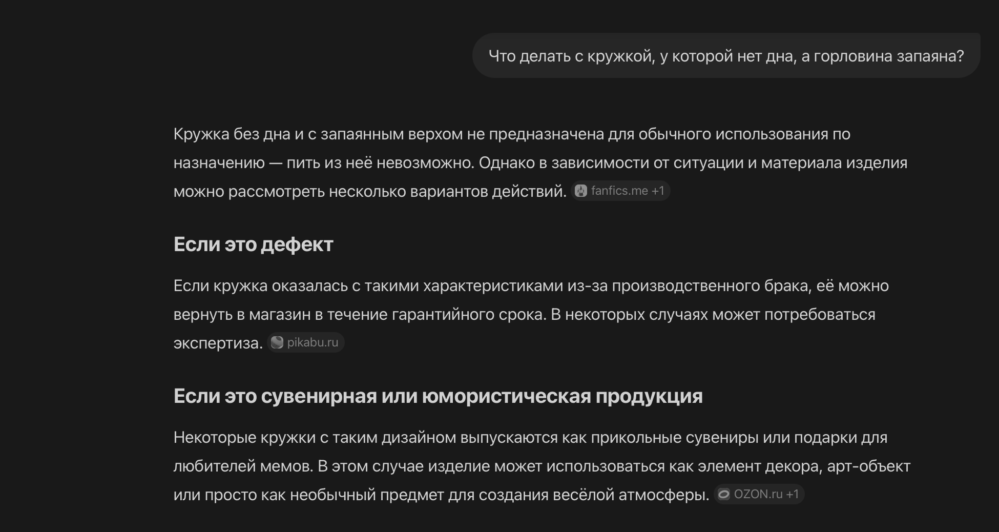 Что делать с кружкой, у которой нет дна, а горловина запаяна?
Кружка без дна и с запаянным верхом не предназначена для обычного использования по
назначению — пить из неё невозможно. Однако в зависимости от ситуации и материала изделия
можно рассмотреть несколько вариантов действий. fanfics.me +1
Если это дефект
Если кружка оказалась с такими характеристиками из-за производственного брака, её можно
вернуть в магазин в течение гарантийного срока. В некоторых случаях может потребоваться
экспертиза. pikabu.ru
Если это сувенирная или юмористическая продукция
Некоторые кружки с таким дизайном выпускаются как прикольные сувениры или подарки для
любителей мемов. В этом случае изделие может использоваться как элемент декора, арт-объект
или просто как необычный предмет для создания весёлой атмосферы. OZON.ru +1